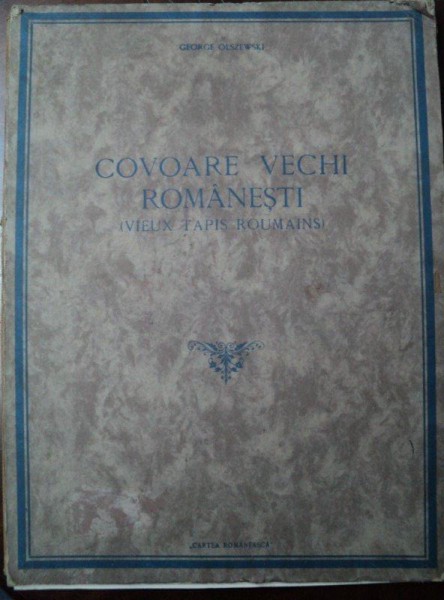 GEORGE OLSZEWSKI
COVOARE VECHI
ROMÂNEȘTI
(VIEUX TAPIS ROUMAINS)
„CARTEA ROMÂNEASCĂ”